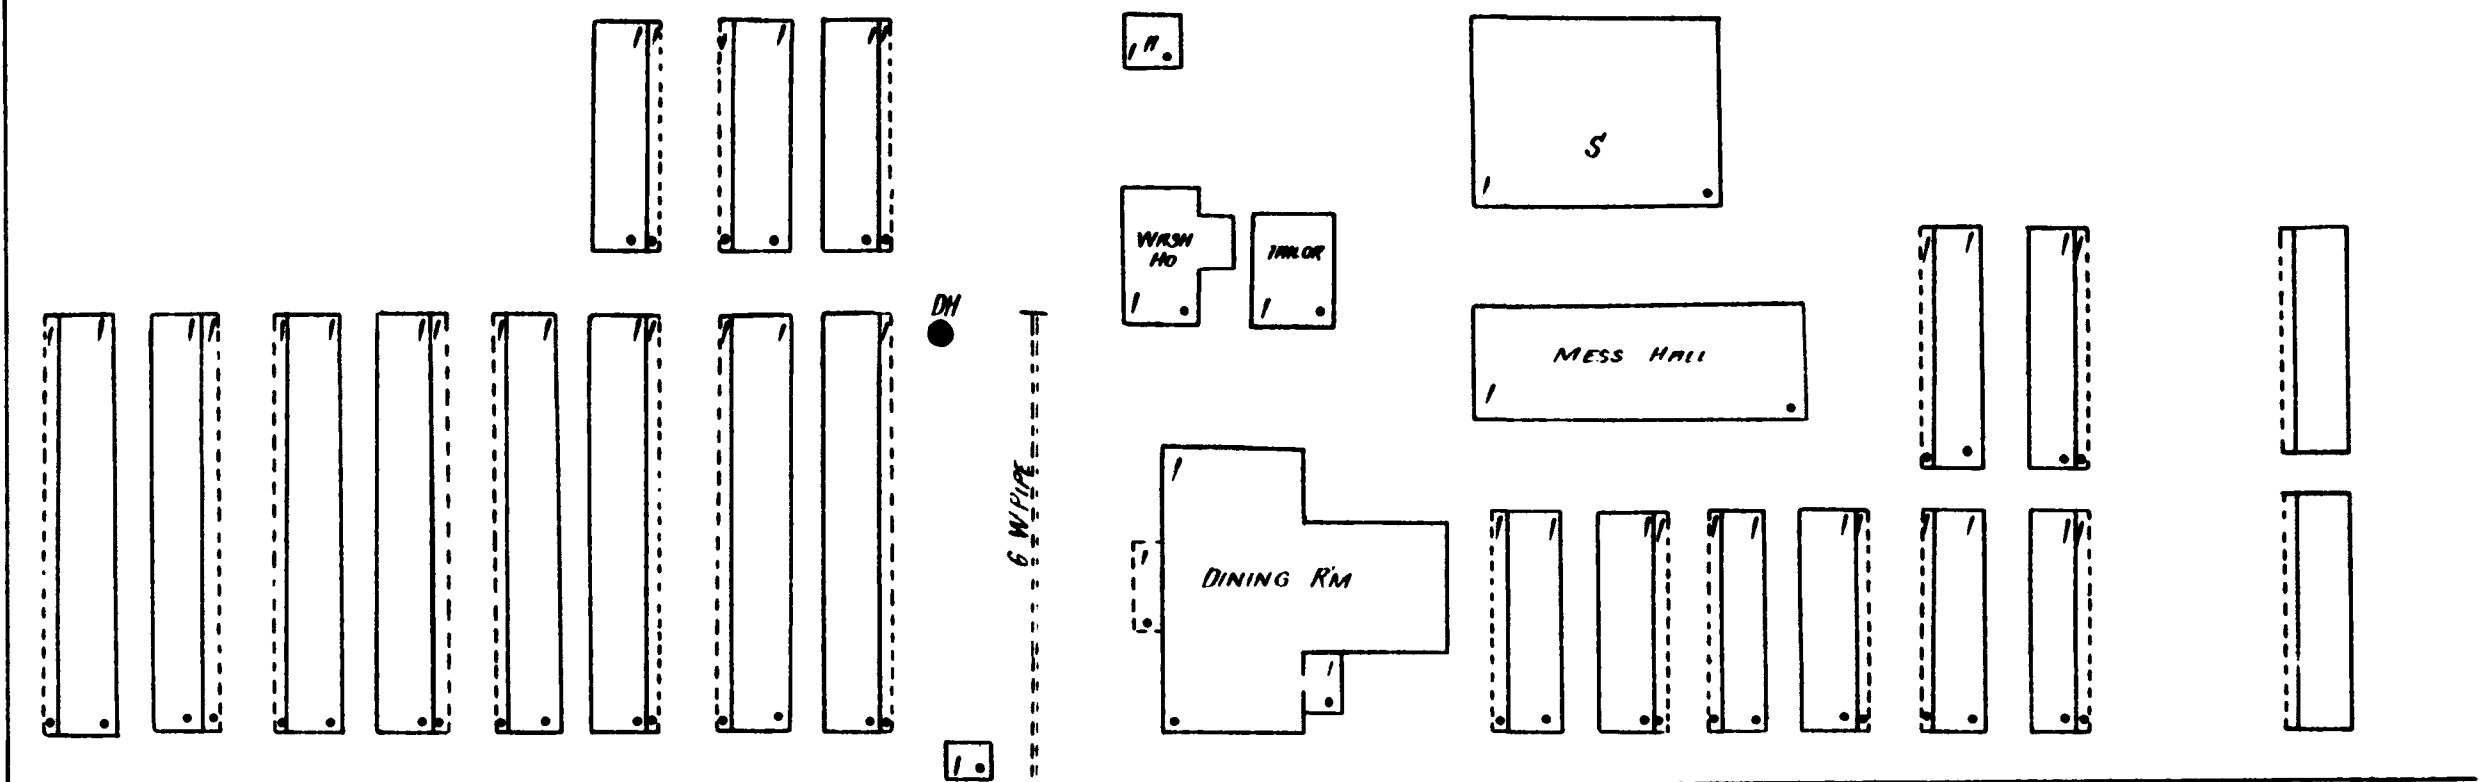 S
WASH
HO
TAILOR
DH
MESS HALL
6 W PIPE
DINING R'M